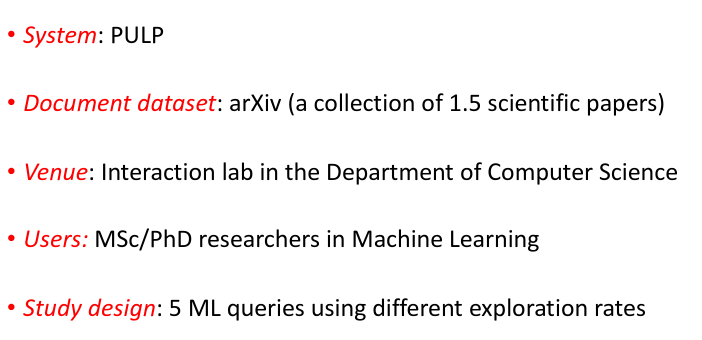 • System: PULP
• Document dataset: arXiv (a collection of 1.5 scientific papers)
• Venue: Interaction lab in the Department of Computer Science
• Users: MSc/PhD researchers in Machine Learning
• Study design: 5 ML queries using different exploration rates